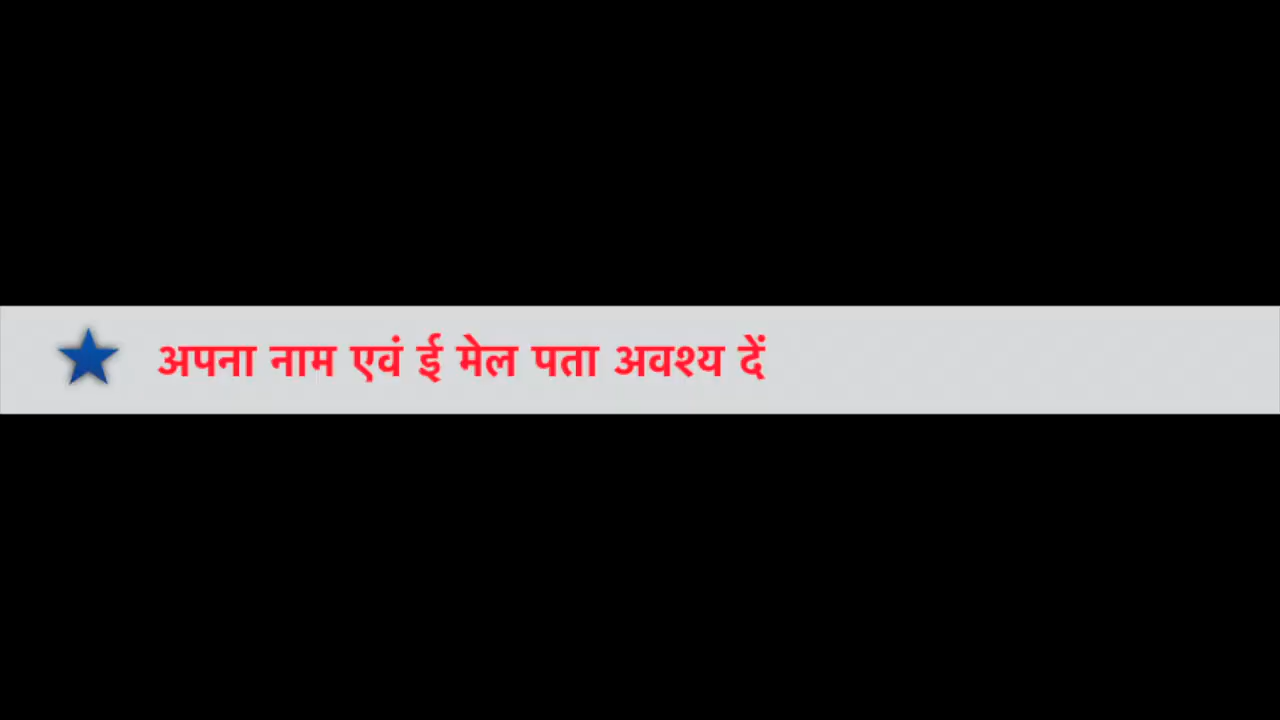 अपना नाम एवं ई मेल पता अवश्य दें